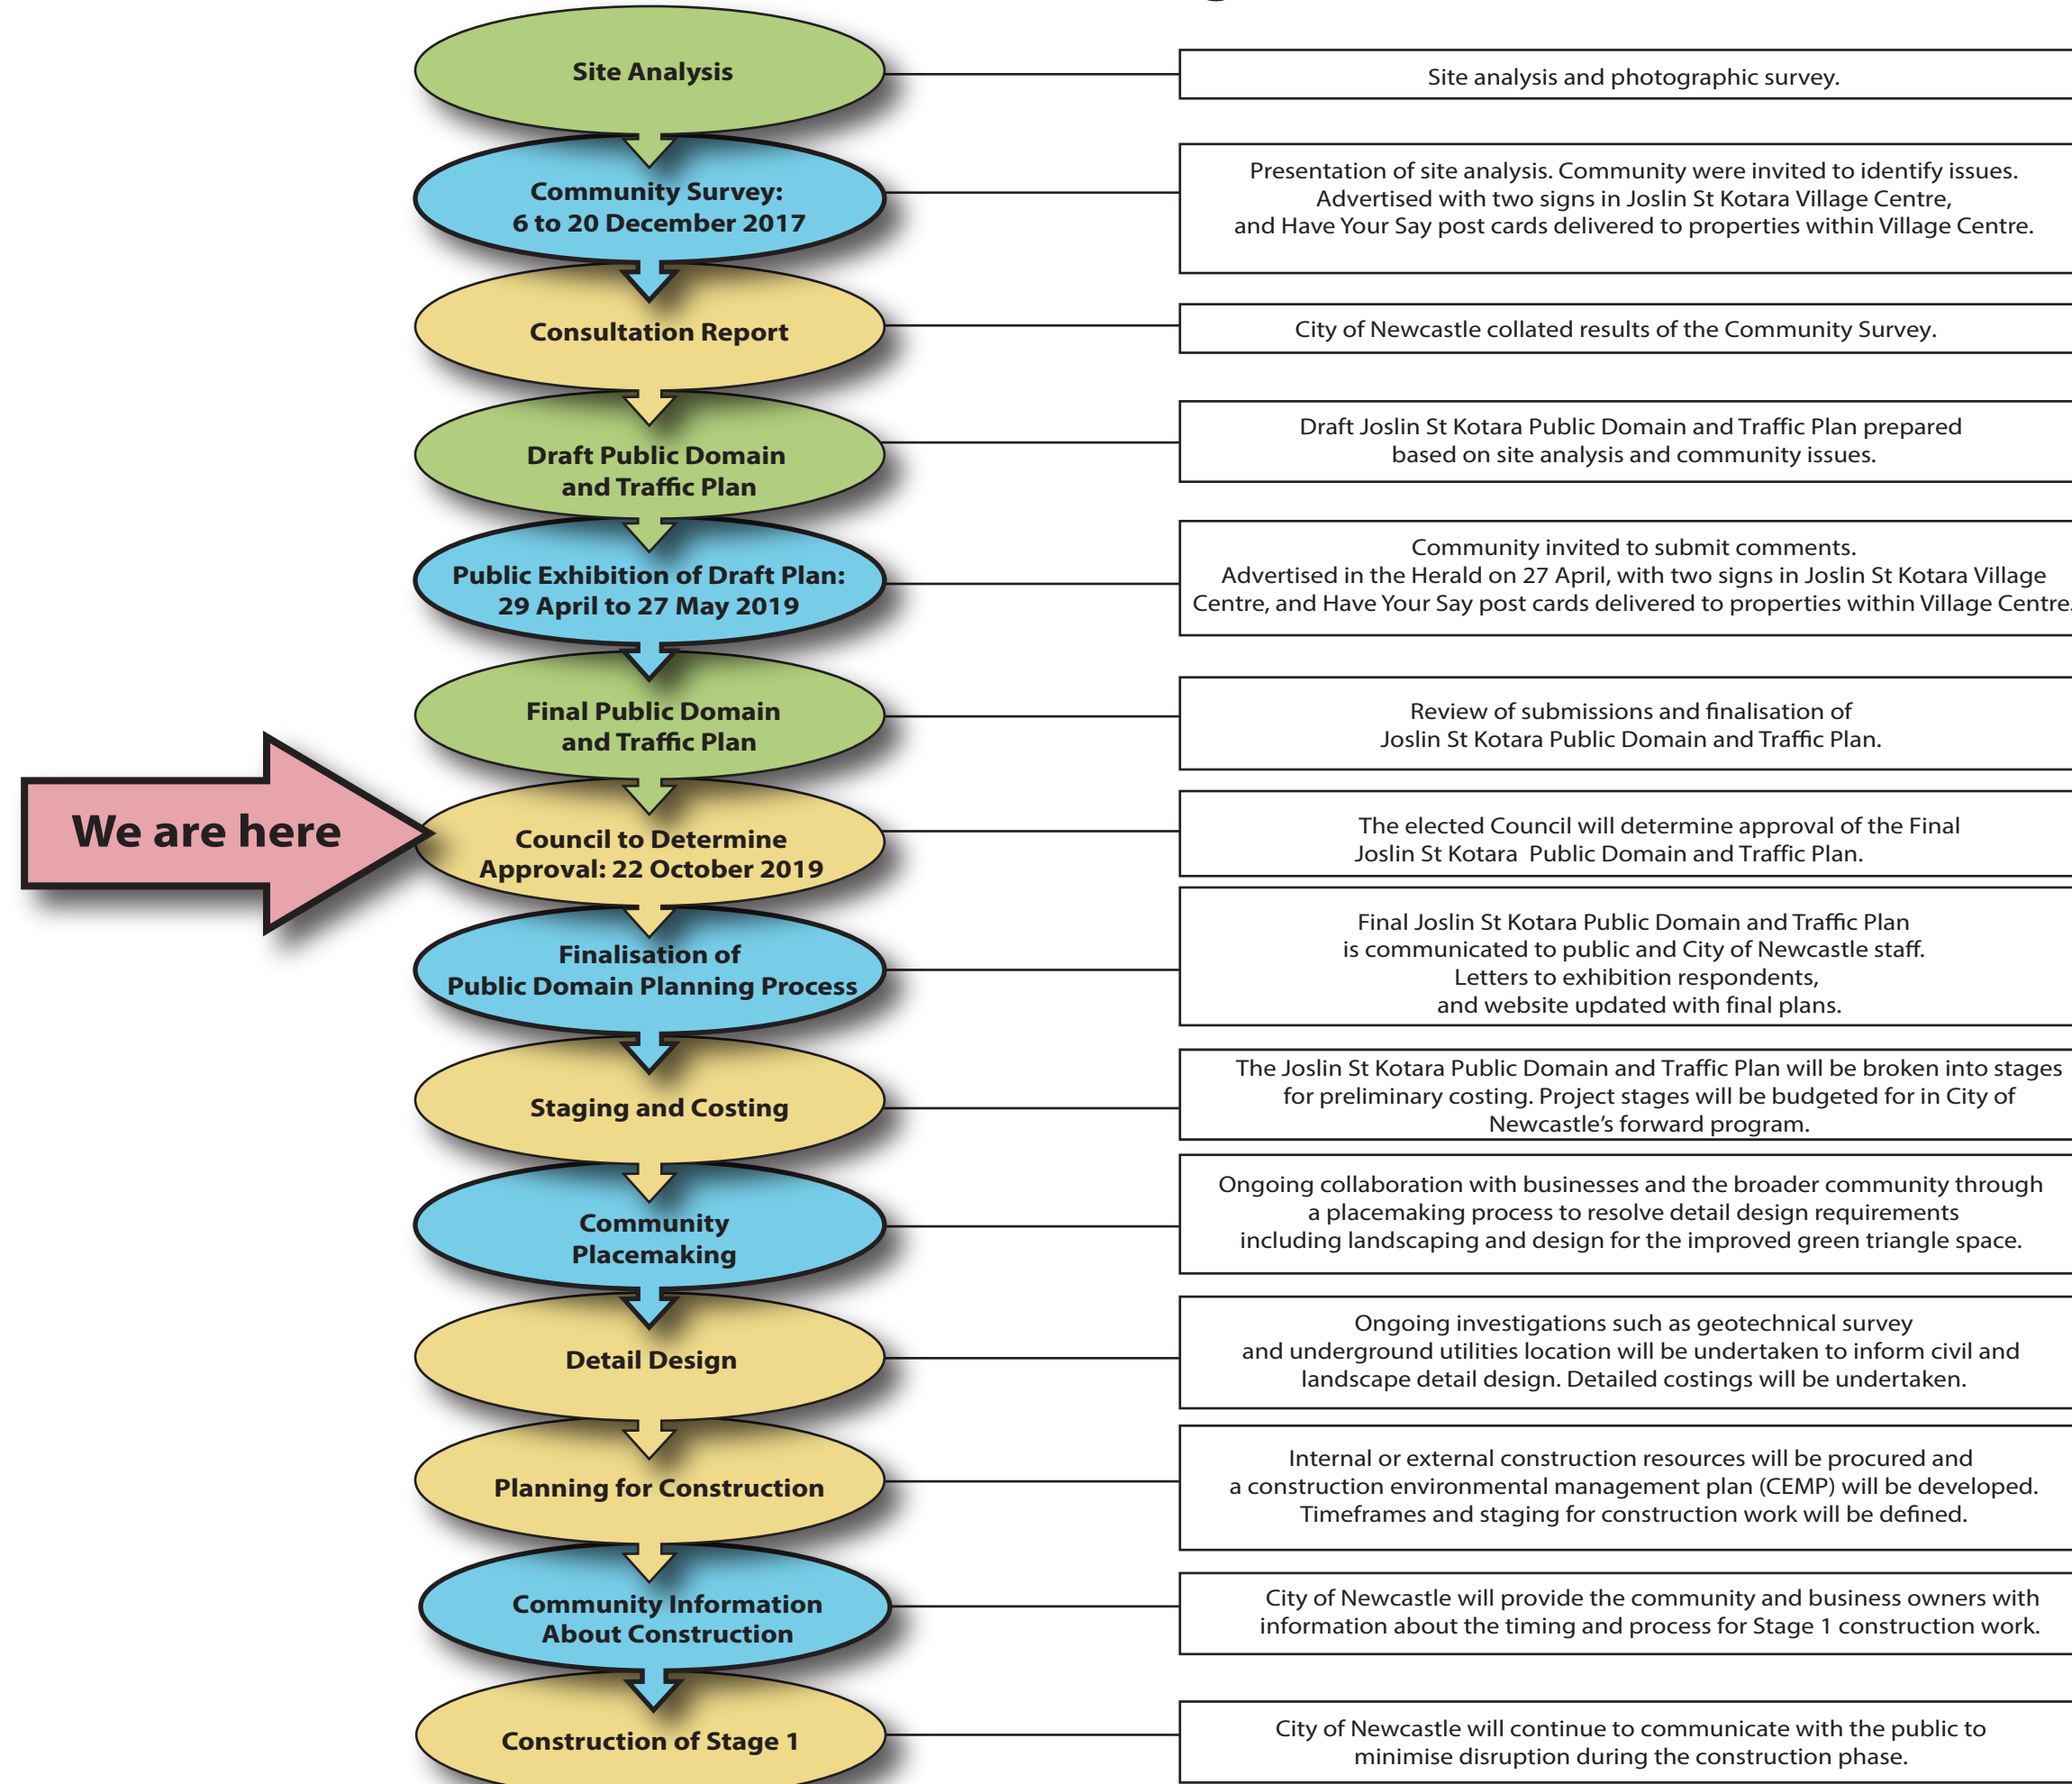 Site Analysis
Site analysis and photographic survey.
Community Survey:
6 to 20 December 2017
Presentation of site analysis. Community were invited to identify issues.
Advertised with two signs in Joslin St Kotara Village Centre,
and Have Your Say post cards delivered to properties within Village Centre.
Consultation Report
City of Newcastle collated results of the Community Survey.
Draft Public Domain
and Traffic Plan
Draft Joslin St Kotara Public Domain and Traffic Plan prepared
based on site analysis and community issues.
Public Exhibition of Draft Plan:
29 April to 27 May 2019
Community invited to submit comments.
Advertised in the Herald on 27 April, with two signs in Joslin St Kotara Village
Centre, and Have Your Say post cards delivered to properties within Village Centre.
Final Public Domain
and Traffic Plan
Review of submissions and finalisation of
Joslin St Kotara Public Domain and Traffic Plan.
We are here
Council to Determine
Approval: 22 October 2019
The elected Council will determine approval of the Final
Joslin St Kotara Public Domain and Traffic Plan.
Finalisation of
Public Domain Planning Process
Final Joslin St Kotara Public Domain and Traffic Plan
is communicated to public and City of Newcastle staff.
Letters to exhibition respondents,
and website updated with final plans.
Staging and Costing
The Joslin St Kotara Public Domain and Traffic Plan will be broken into stages
for preliminary costing. Project stages will be budgeted for in City of
Newcastle's forward program.
Community
Placemaking
Ongoing collaboration with businesses and the broader community through
a placemaking process to resolve detail design requirements
including landscaping and design for the improved green triangle space.
Detail Design
Ongoing investigations such as geotechnical survey
and underground utilities location will be undertaken to inform civil and
landscape detail design. Detailed costings will be undertaken.
Planning for Construction
Internal or external construction resources will be procured and
a construction environmental management plan (CEMP) will be developed.
Timeframes and staging for construction work will be defined.
Community Information
About Construction
City of Newcastle will provide the community and business owners with
information about the timing and process for Stage 1 construction work.
Construction of Stage 1
City of Newcastle will continue to communicate with the public to
minimise disruption during the construction phase.